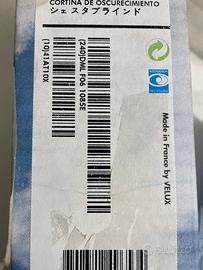 CORTINA DE OSCURECIMIENTO
シェスタブラインド
(240)DML F06 1085E
(10)41AT10X
Made in France by VELUX